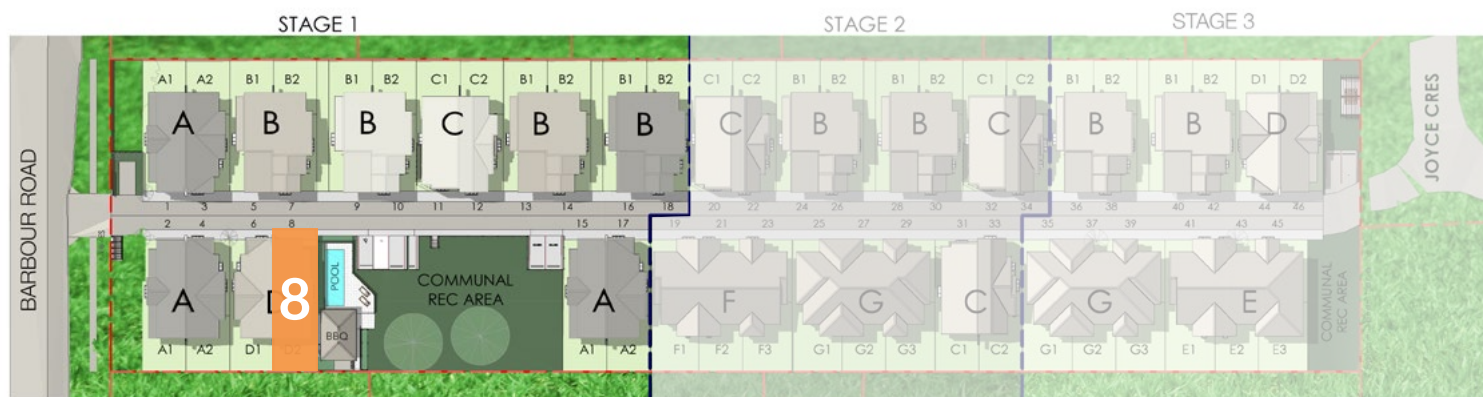 STAGE 1
STAGE 2
STAGE 3
A1 A2 B1 B2 B1 B2 C1 C2 B1 B2 B1 B2 C1 C2 B1 B2 B1 B2 C1 C2 B1 B2 B1 B2 D1 D2
A B B C B B C B B C B B D
JOYCE CRES
BARBOUR ROAD
1 3 5 7 9 10 11 12 13 14 16 18 20 22 24 26 28 30 32 34 36 38 40 42 44 46
2 4 6 8 15 17 19 21 23 25 27 29 31 33 35 37 39 41 43 45
A D 8 POOL COMMUNAL A F G C G E
REC AREA
BBQ
COMMUNAL
REC AREA
A1 A2 D1 D2 A1 A2 F1 F2 F3 G1 G2 G3 C1 C2 G1 G2 G3 E1 E2 E3